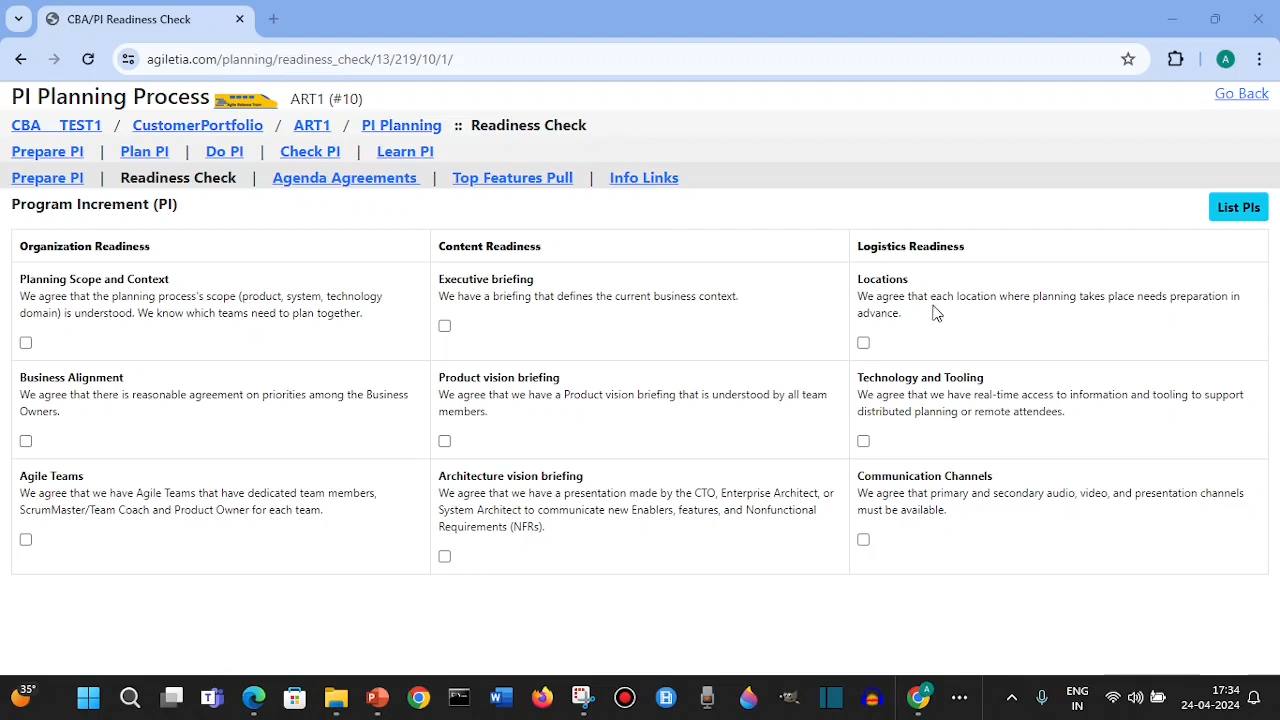 CBA/PI Readiness Check
agiletia.com/planning/readiness_check/13/219/10/1/
A
PI Planning Process Agile Release Train ART1 (#10)
Go Back
CBA TEST1 / CustomerPortfolio / ART1 / PI Planning :: Readiness Check
Prepare PI | Plan PI | Do PI | Check PI | Learn PI
Prepare PI | Readiness Check | Agenda Agreements | Top Features Pull | Info Links
Program Increment (PI)
List PIs
Organization Readiness
Content Readiness
Logistics Readiness
Planning Scope and Context
We agree that the planning process's scope (product, system, technology
domain) is understood. We know which teams need to plan together.
Executive briefing
We have a briefing that defines the current business context.
Locations
We agree that each location where planning takes place needs preparation in
advance.
Business Alignment
We agree that there is reasonable agreement on priorities among the Business
Owners.
Product vision briefing
We agree that we have a Product vision briefing that is understood by all team
members.
Technology and Tooling
We agree that we have real-time access to information and tooling to support
distributed planning or remote attendees.
Agile Teams
We agree that we have Agile Teams that have dedicated team members,
ScrumMaster/Team Coach and Product Owner for each team.
Architecture vision briefing
We agree that we have a presentation made by the CTO, Enterprise Architect, or
System Architect to communicate new Enablers, features, and Nonfunctional
Requirements (NFRs).
Communication Channels
We agree that primary and secondary audio, video, and presentation channels
must be available.
35°
ENG
IN
17:34
24-04-2024